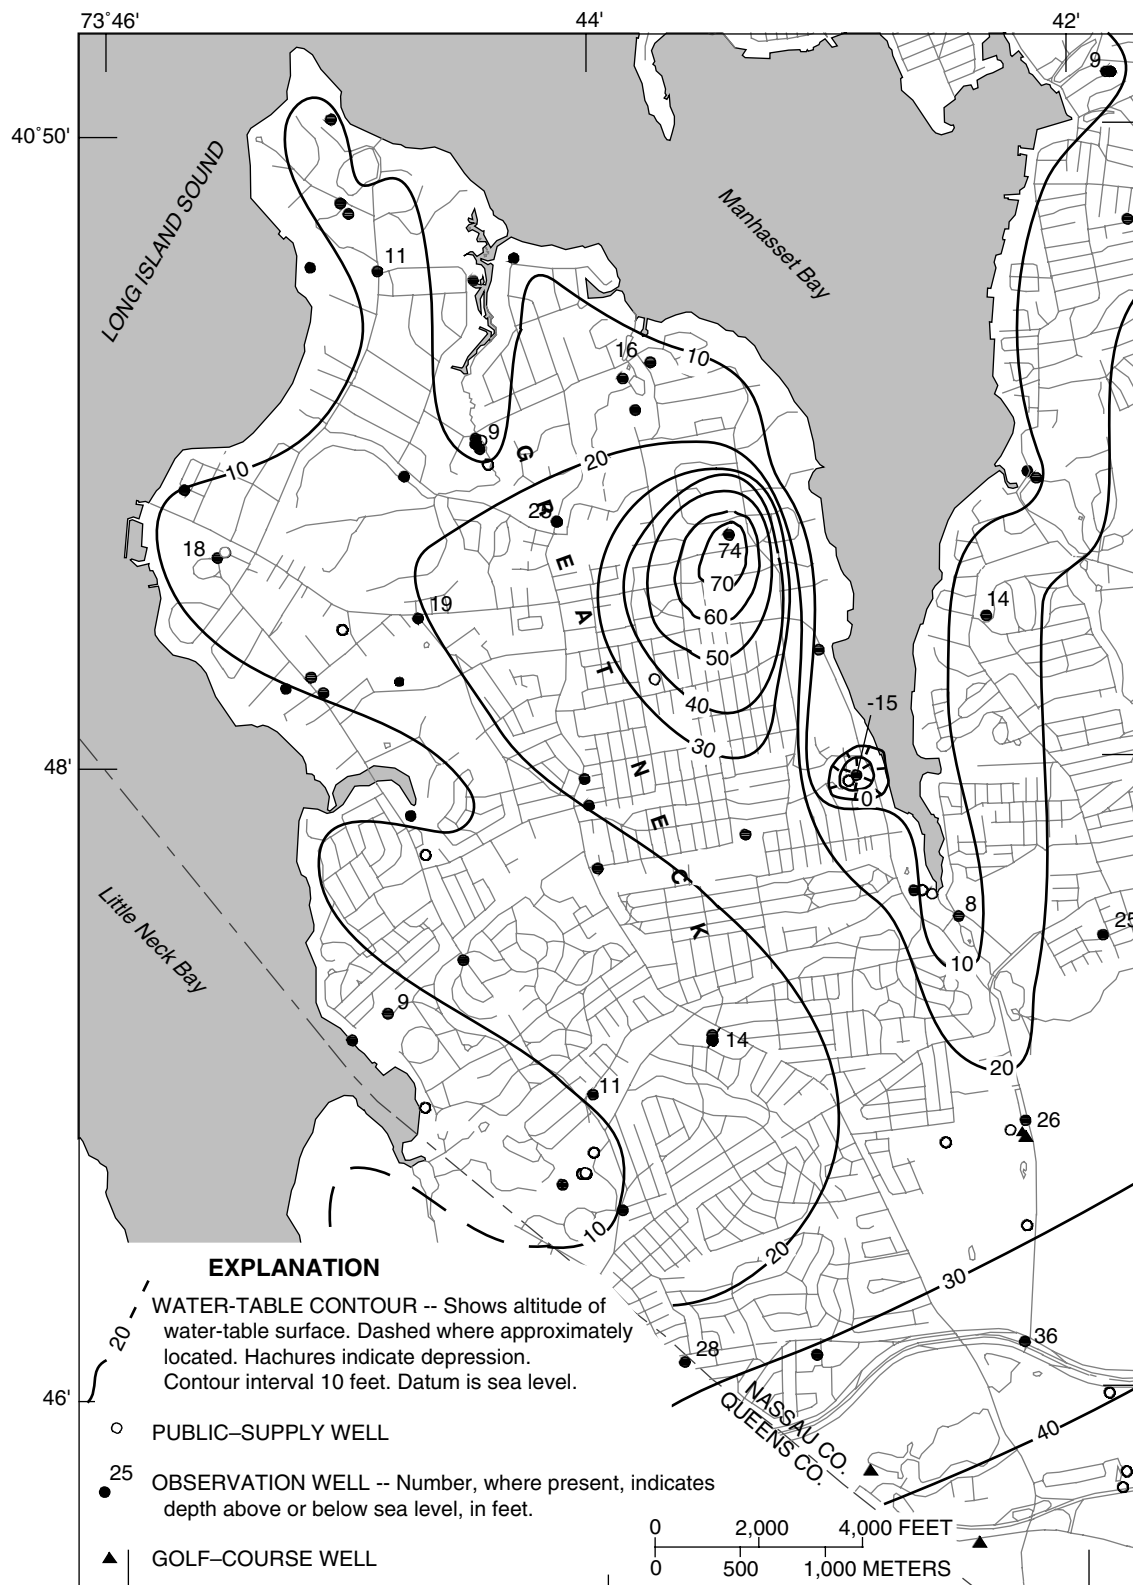 73°46'
44'
42'
9
40°50'
LONG ISLAND SOUND
Manhasset Bay
11
16
10
9
G
R
E
A
T
N
E
C
K
20
10
25
74
18
70
14
19
60
50
40
30
-15
48'
0
Little Neck Bay
8
25
10
9
14
20
11
26
10
20
30
EXPLANATION
20
WATER-TABLE CONTOUR -- Shows altitude of
water-table surface. Dashed where approximately
located. Hachures indicate depression.
Contour interval 10 feet. Datum is sea level.
28
36
46'
NASSAU CO.
QUEENS CO.
40
PUBLIC–SUPPLY WELL
25
OBSERVATION WELL -- Number, where present, indicates
depth above or below sea level, in feet.
GOLF–COURSE WELL
0 2,000 4,000 FEET
0 500 1,000 METERS